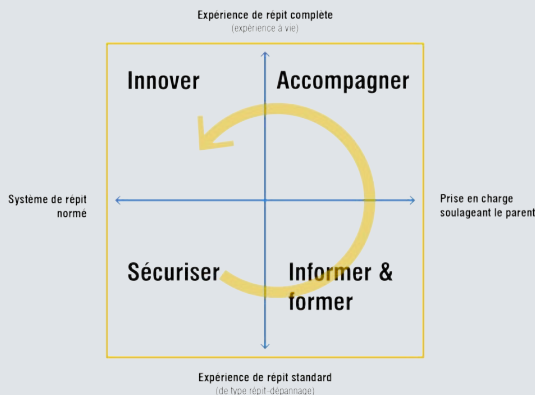 Expérience de répit complète
(expérience à vie)
Innover
Accompagner
Système de répit
normé
Prise en charge
soulageant le parent
Sécuriser
Informer &
former
Expérience de répit standard
(de type répit-dépannage)